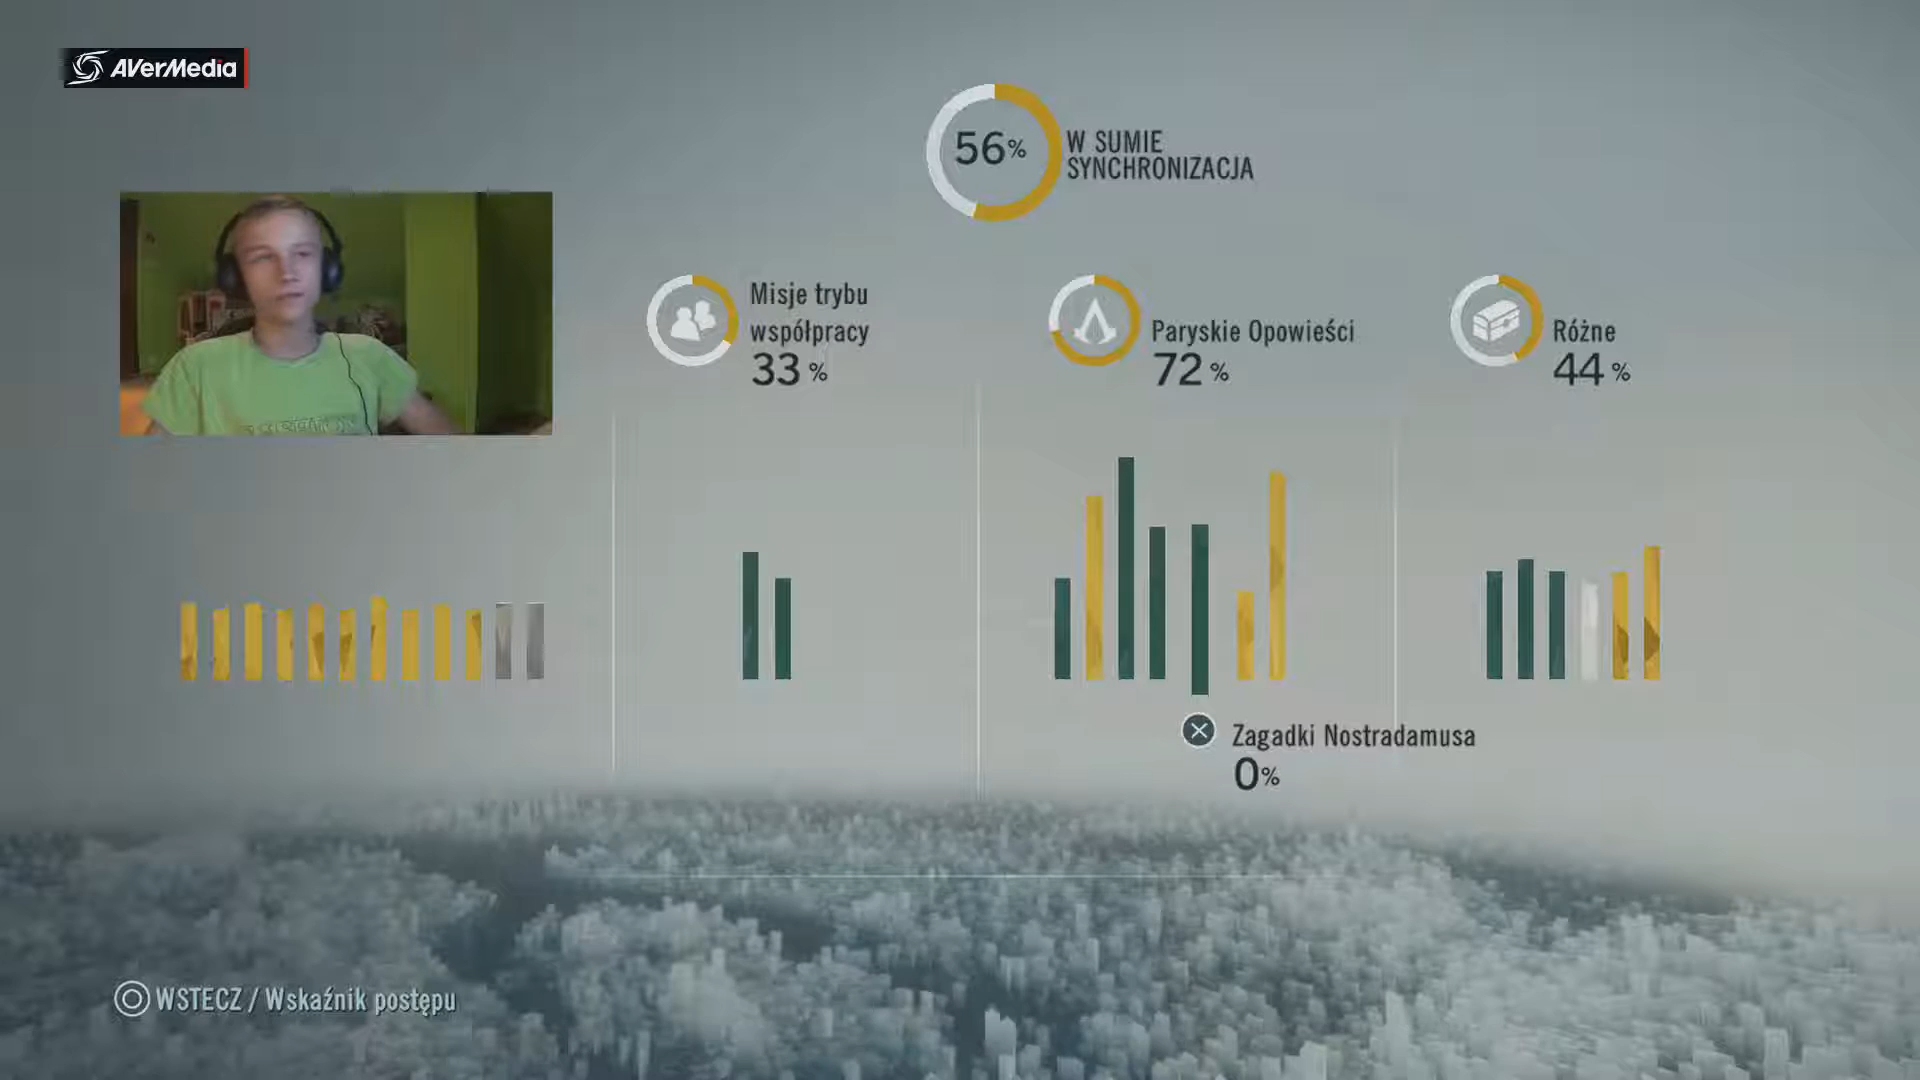 AVerMedia
56%
W SUMIE
SYNCHRONIZACJA
Misje trybu
współpracy
33 %
Paryskie Opowieści
72 %
Różne
44 %
Zagadki Nostradamusa
0%
WSTECZ / Wskaźnik postępu